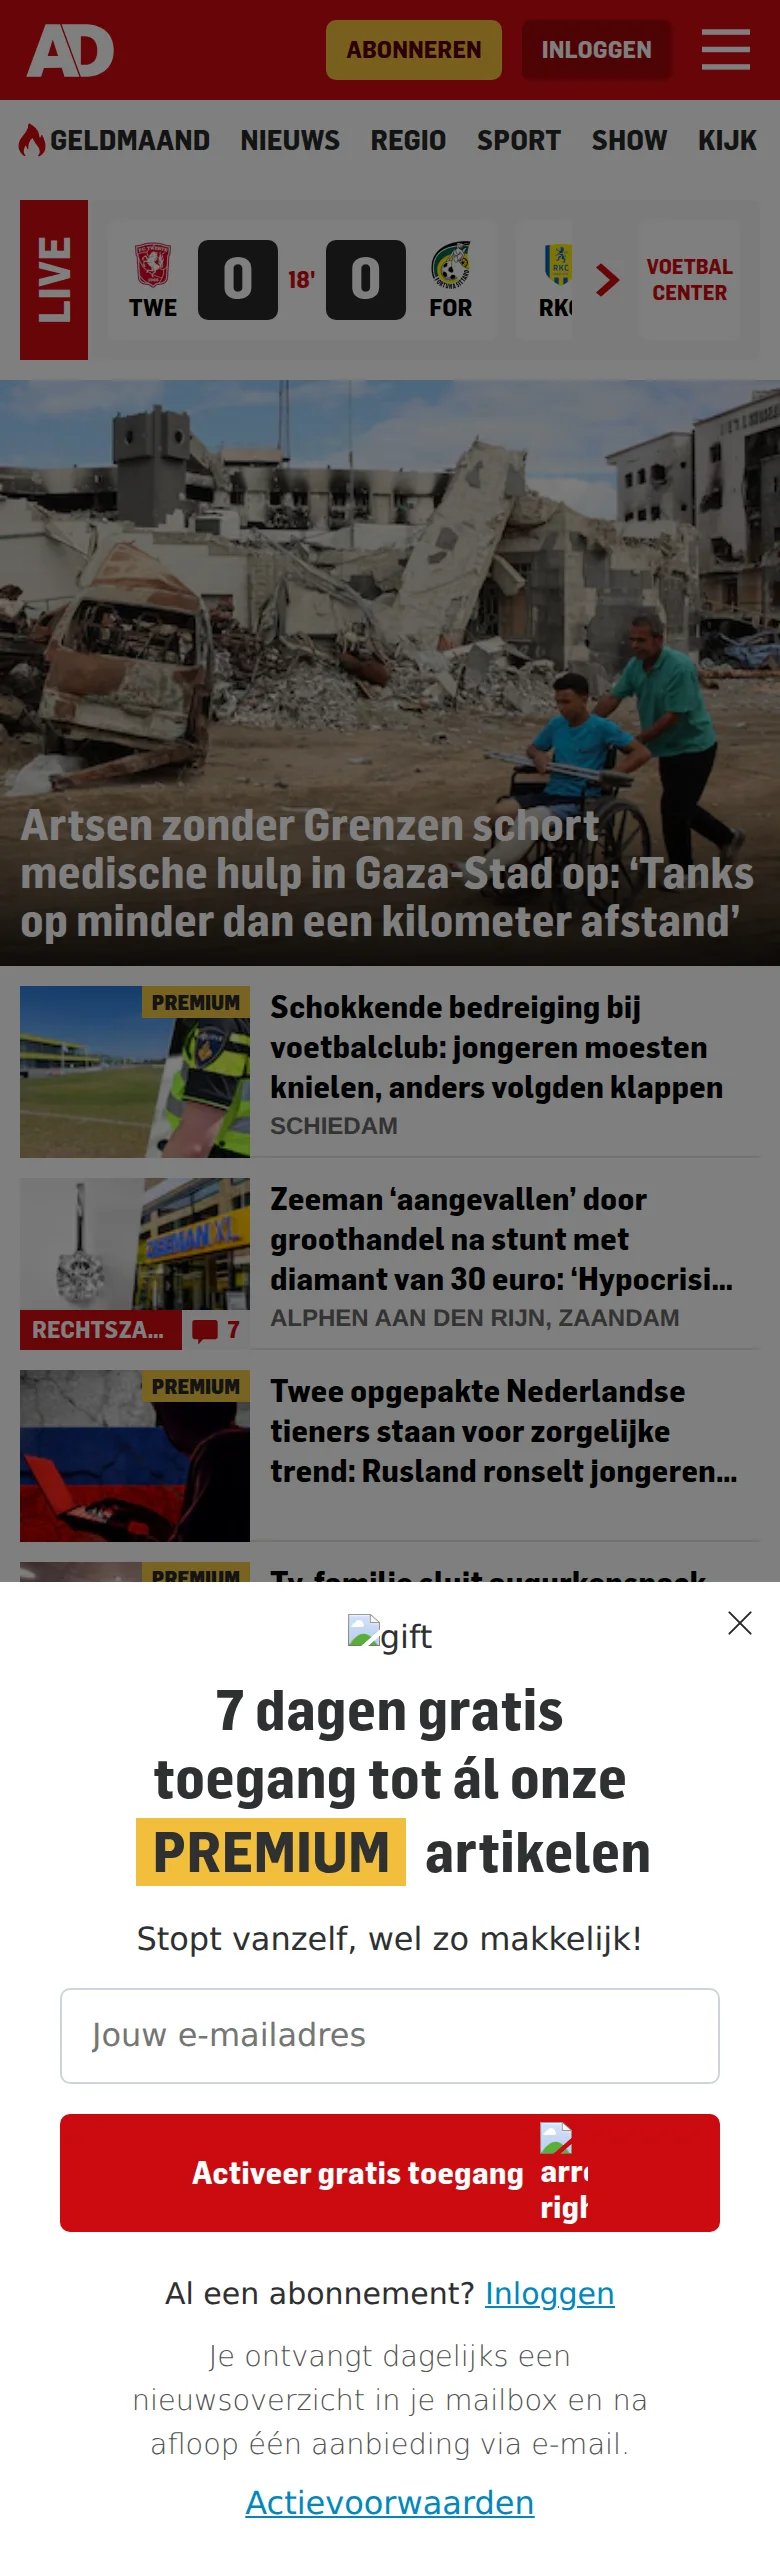 AD
ABONNEREN
INLOGGEN
GELDMAAND NIEUWS REGIO SPORT SHOW KIJK
LIVE
TWE
0
18'
0
FOR
RKC
VOETBAL
CENTER
Artsen zonder Grenzen schort
medische hulp in Gaza-Stad op: ‘Tanks
op minder dan een kilometer afstand’
PREMIUM
Schokkende bedreiging bij
voetbalclub: jongeren moesten
knielen, anders volgden klappen
SCHIEDAM
ZEEMAN XL
RECHTSZA...
7
Zeeman ‘aangevallen’ door
groothandel na stunt met
diamant van 30 euro: ‘Hypocrisi...
ALPHEN AAN DEN RIJN, ZAANDAM
PREMIUM
Twee opgepakte Nederlandse
tieners staan voor zorgelijke
trend: Rusland ronselt jongeren...
PREMIUM
gift
7 dagen gratis
toegang tot ál onze
PREMIUM artikelen
Stopt vanzelf, wel zo makkelijk!
Jouw e-mailadres
Activeer gratis toegang
Al een abonnement? Inloggen
Je ontvangt dagelijks een
nieuwsoverzicht in je mailbox en na
afloop één aanbieding via e-mail.
Actievoorwaarden